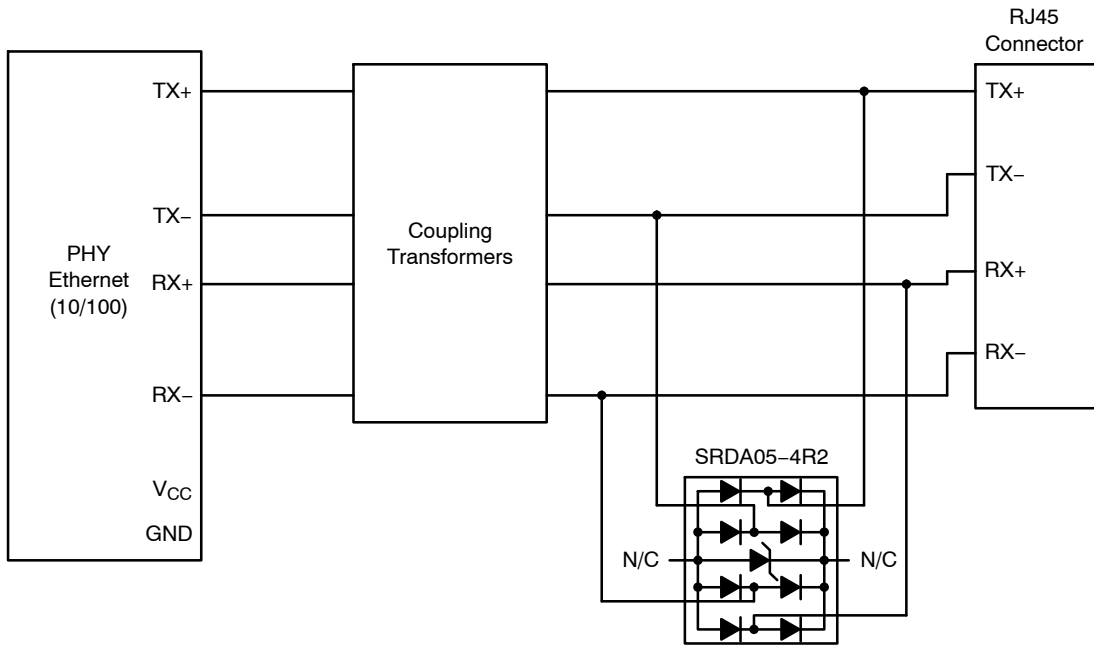 RJ45
Connector
TX+
TX+
TX−
TX−
Coupling
Transformers
PHY
Ethernet
(10/100)
RX+
RX+
RX−
RX−
SRDA05−4R2
VCC
GND
N/C
N/C